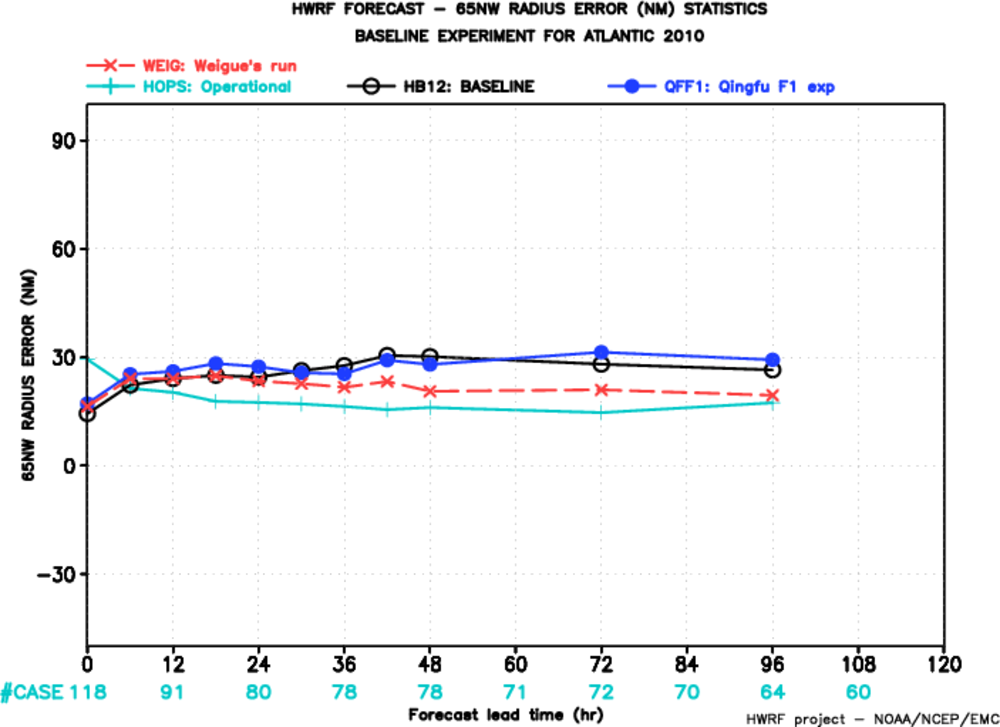 HWRF FORECAST – 65NW RADIUS ERROR (NM) STATISTICS
BASELINE EXPERIMENT FOR ATLANTIC 2010
WEIG: Weigue's run
HOPS: Operational HB12: BASELINE QFF1: Qingfu F1 exp
90
60
30
0
−30
65NW RADIUS ERROR (NM)
0 12 24 36 48 60 72 84 96 108 120
#CASE 118 91 80 78 78 71 72 70 64 60
Forecast lead time (hr)
HWRF project – NOAA/NCEP/EMC